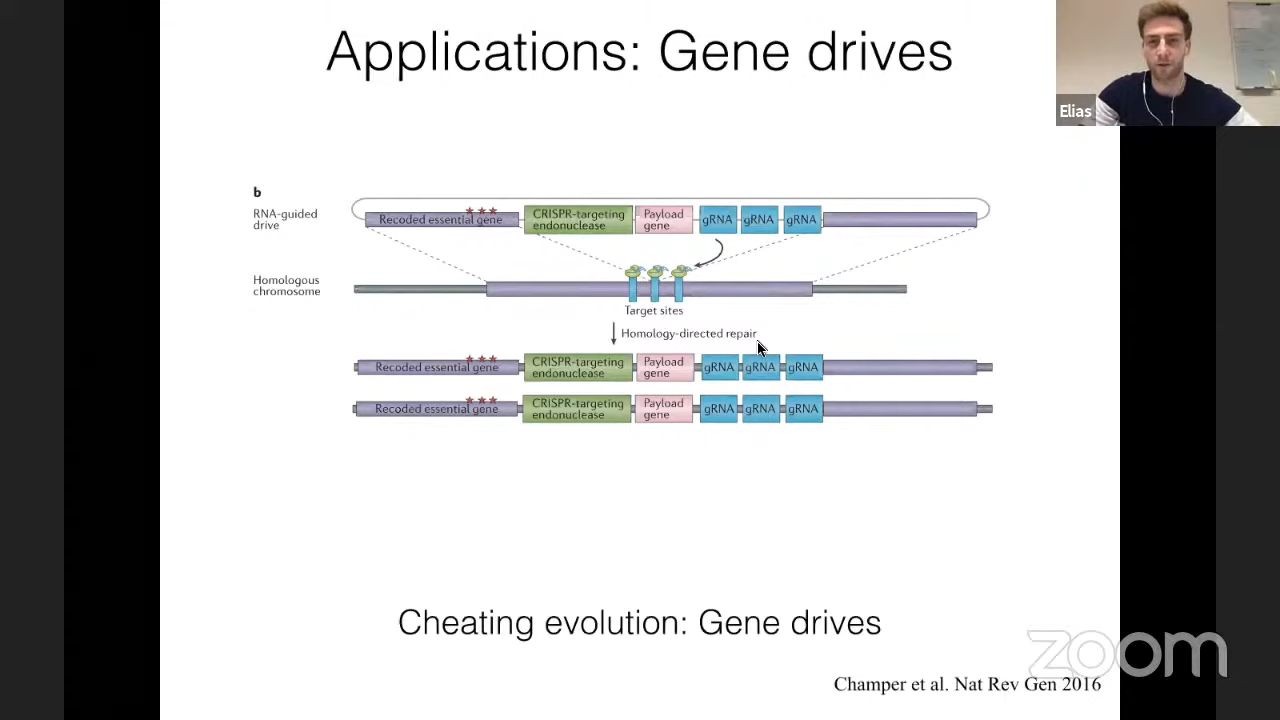 Applications: Gene drives
Elias
b
RNA-guided
drive
Recoded essential gene
CRISPR-targeting
endonuclease
Payload
gene
gRNA
gRNA
gRNA
Homologous
chromosome
Target sites
Homology-directed repair
Recoded essential gene
CRISPR-targeting
endonuclease
Payload
gene
gRNA
gRNA
gRNA
Recoded essential gene
CRISPR-targeting
endonuclease
Payload
gene
gRNA
gRNA
gRNA
Cheating evolution: Gene drives
zoom
Champer et al. Nat Rev Gen 2016